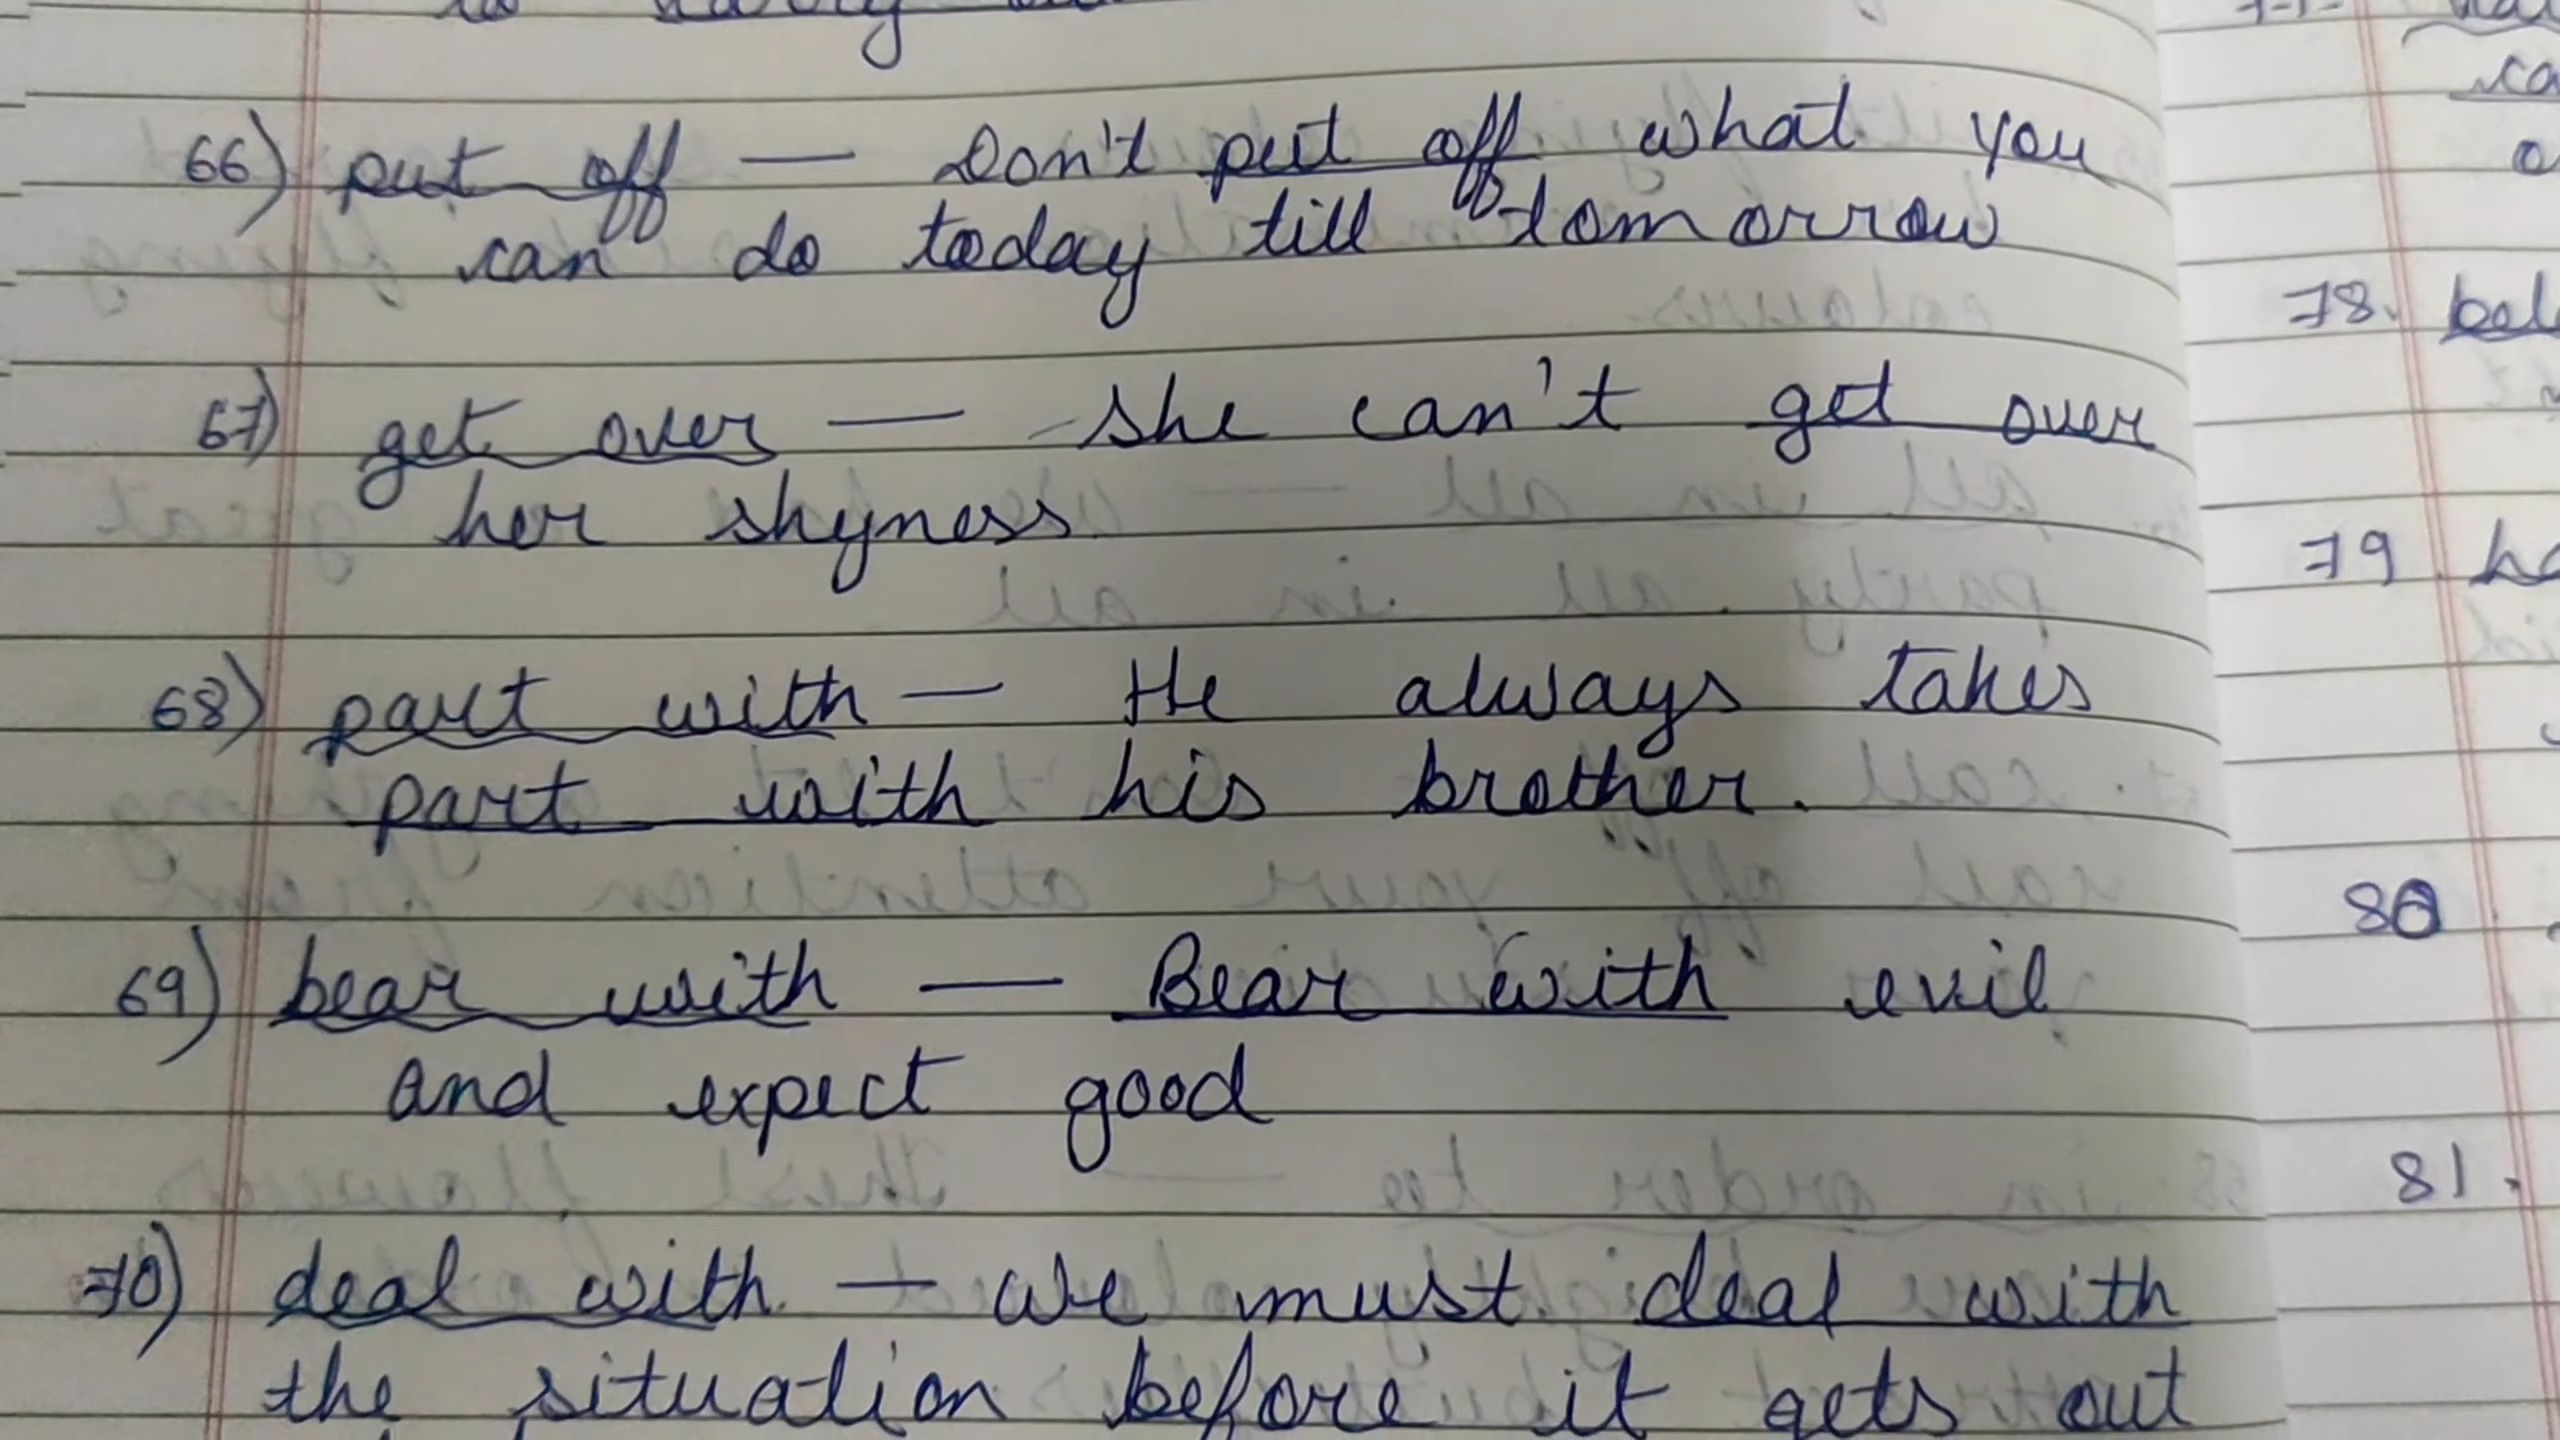 66) put off — Don't put off what you
can do today till tomorrow
67) get over — she can't get over
her shyness
68) part with — He always takes
part with his brother.
69) bear with — Bear with evil
and expect good
70) deal with — we must deal with
the situation before it gets out
78. bel
79. ha
80
81.